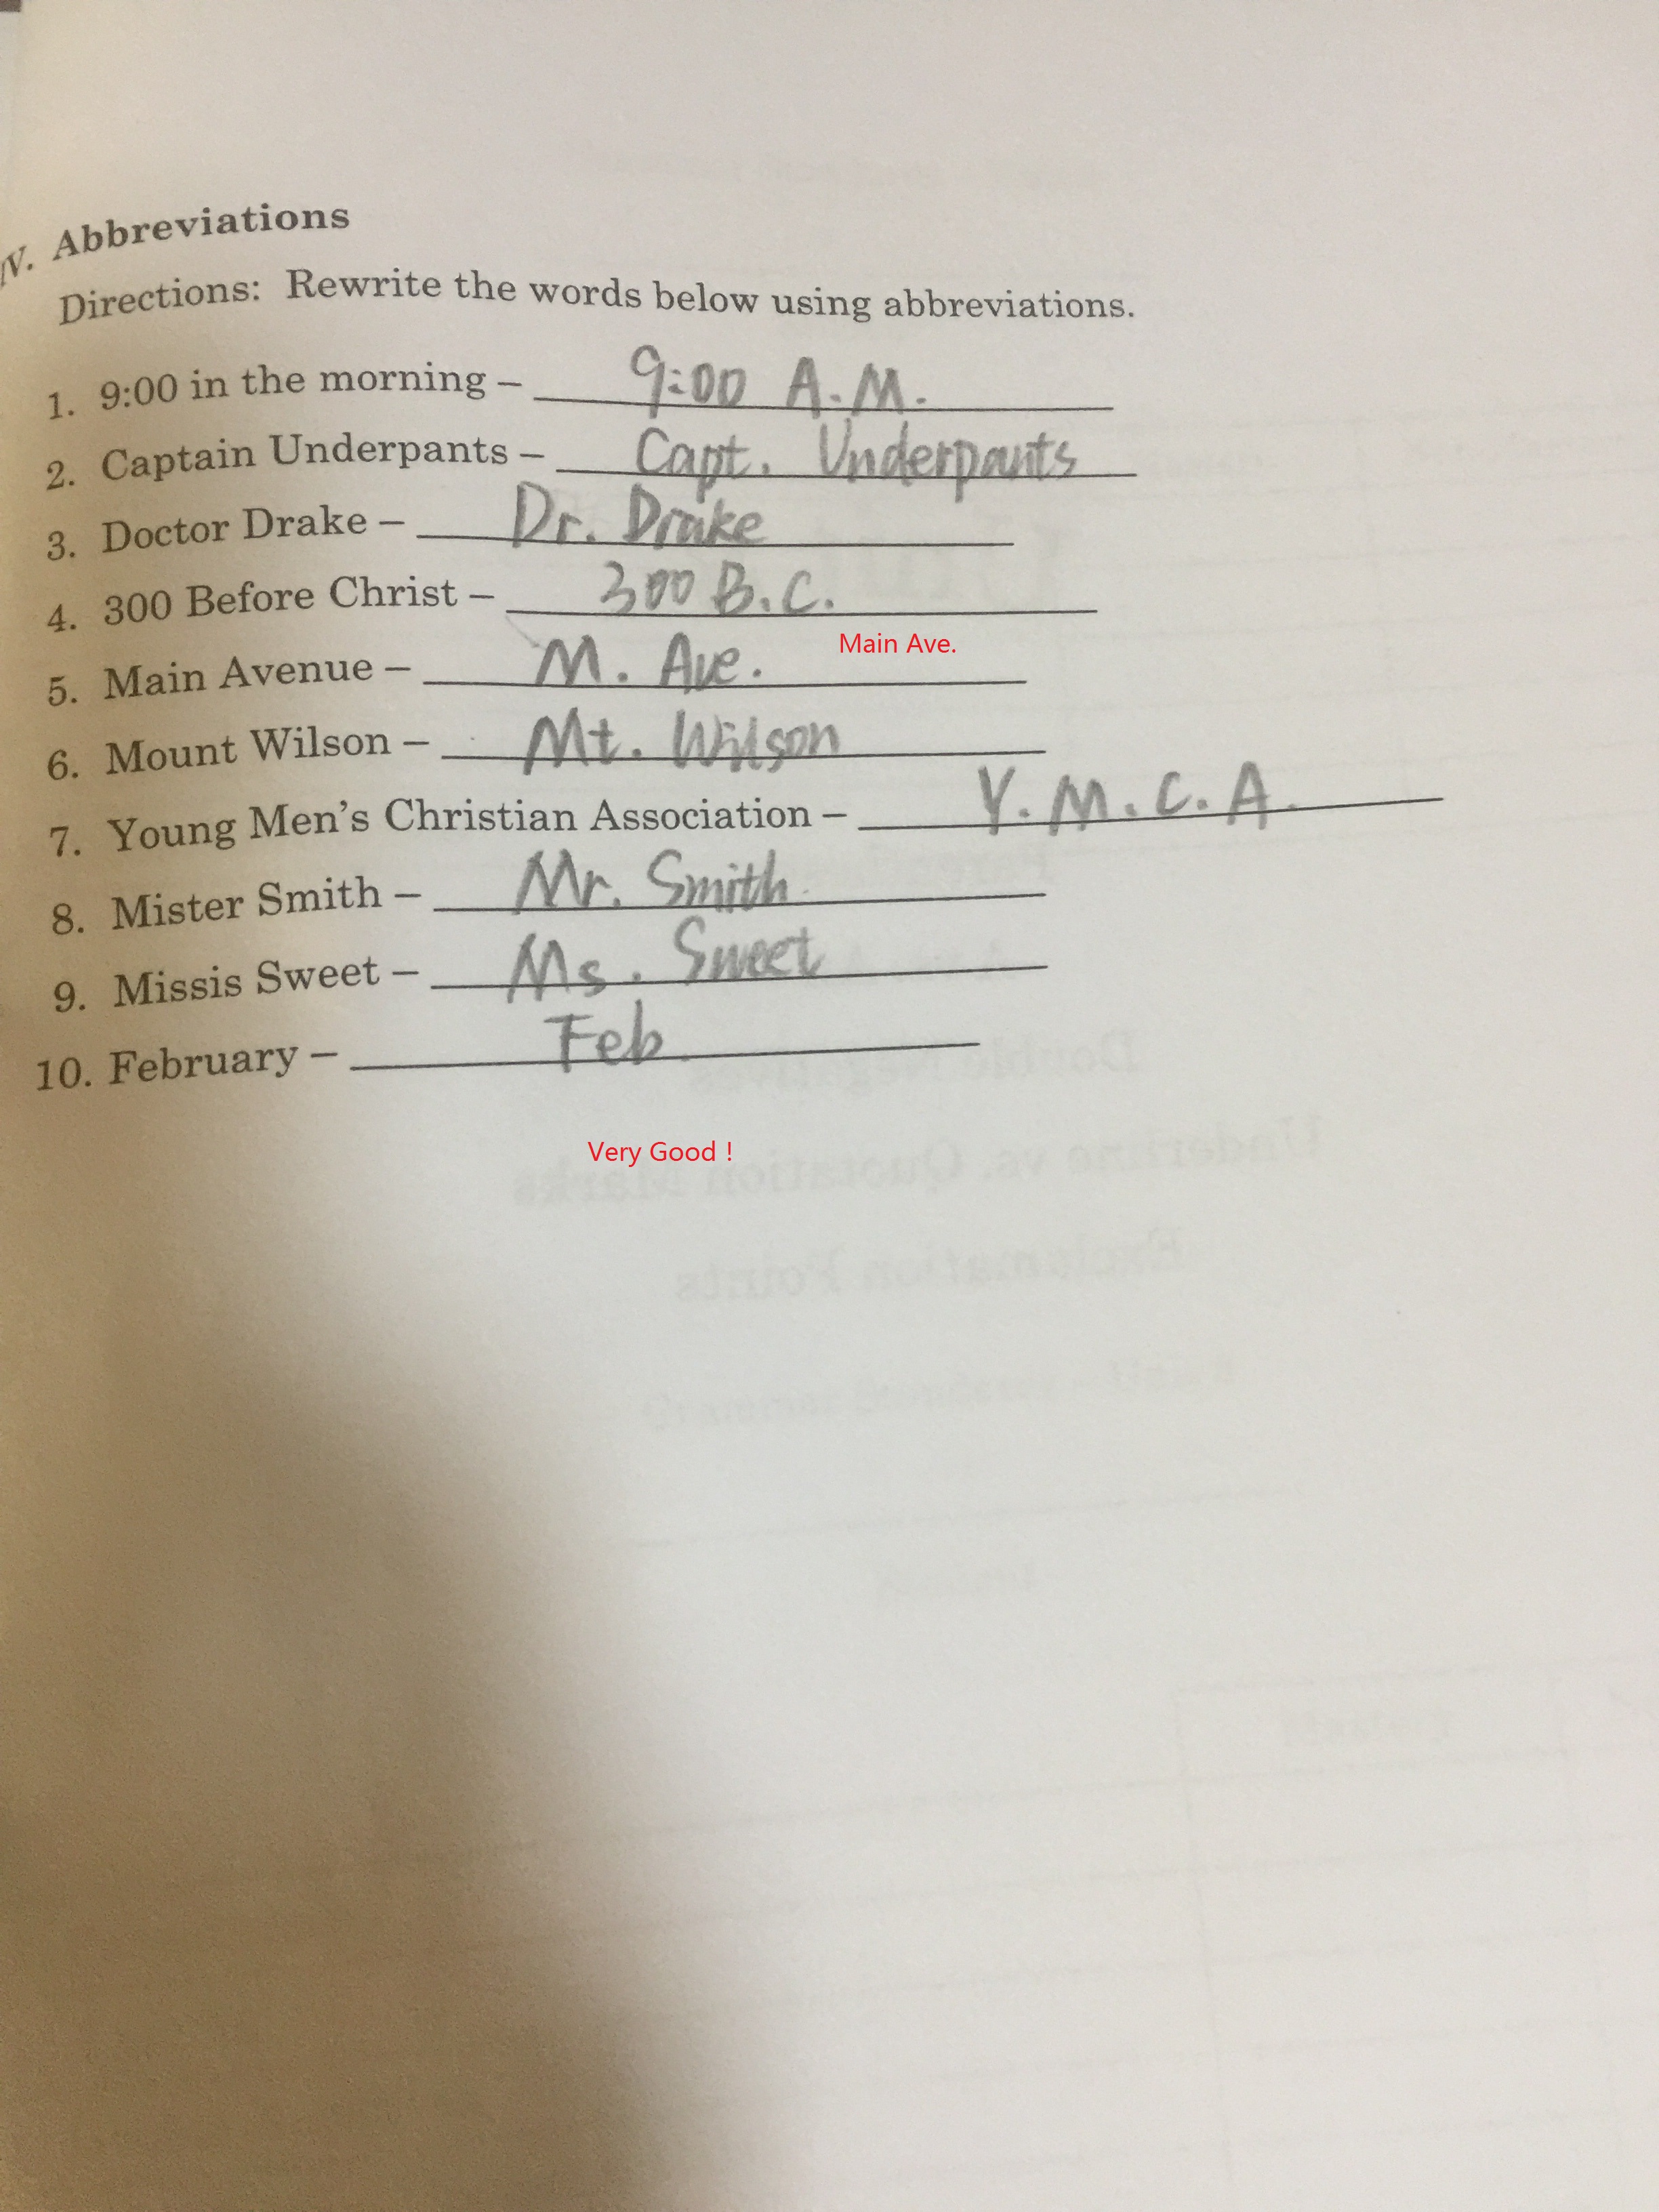 IV. Abbreviations
Directions: Rewrite the words below using abbreviations.
1. 9:00 in the morning – 9:00 A.M.
2. Captain Underpants – Capt. Underpants
3. Doctor Drake – Dr. Drake
4. 300 Before Christ – 300 B.C.
Main Ave.
5. Main Avenue – M. Ave.
6. Mount Wilson – Mt. Wilson
7. Young Men's Christian Association – Y.M.C.A.
8. Mister Smith – Mr. Smith
9. Missis Sweet – Ms. Sweet
10. February – Feb.
Very Good !